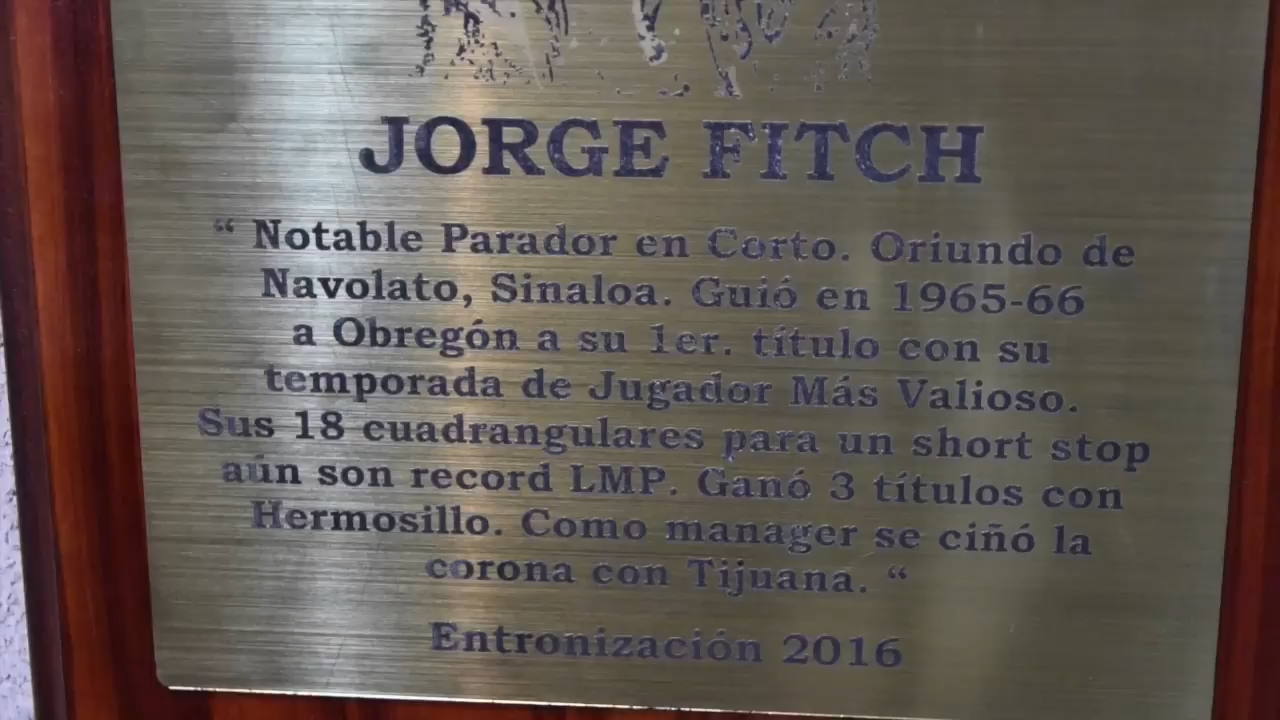 JORGE FITCH
“ Notable Parador en Corto. Oriundo de
Navolato, Sinaloa. Guió en 1965-66
a Obregón a su 1er. título con su
temporada de Jugador Más Valioso.
Sus 18 cuadrangulares para un short stop
aún son record LMP. Ganó 3 títulos con
Hermosillo. Como manager se ciñó la
corona con Tijuana. “
Entronización 2016